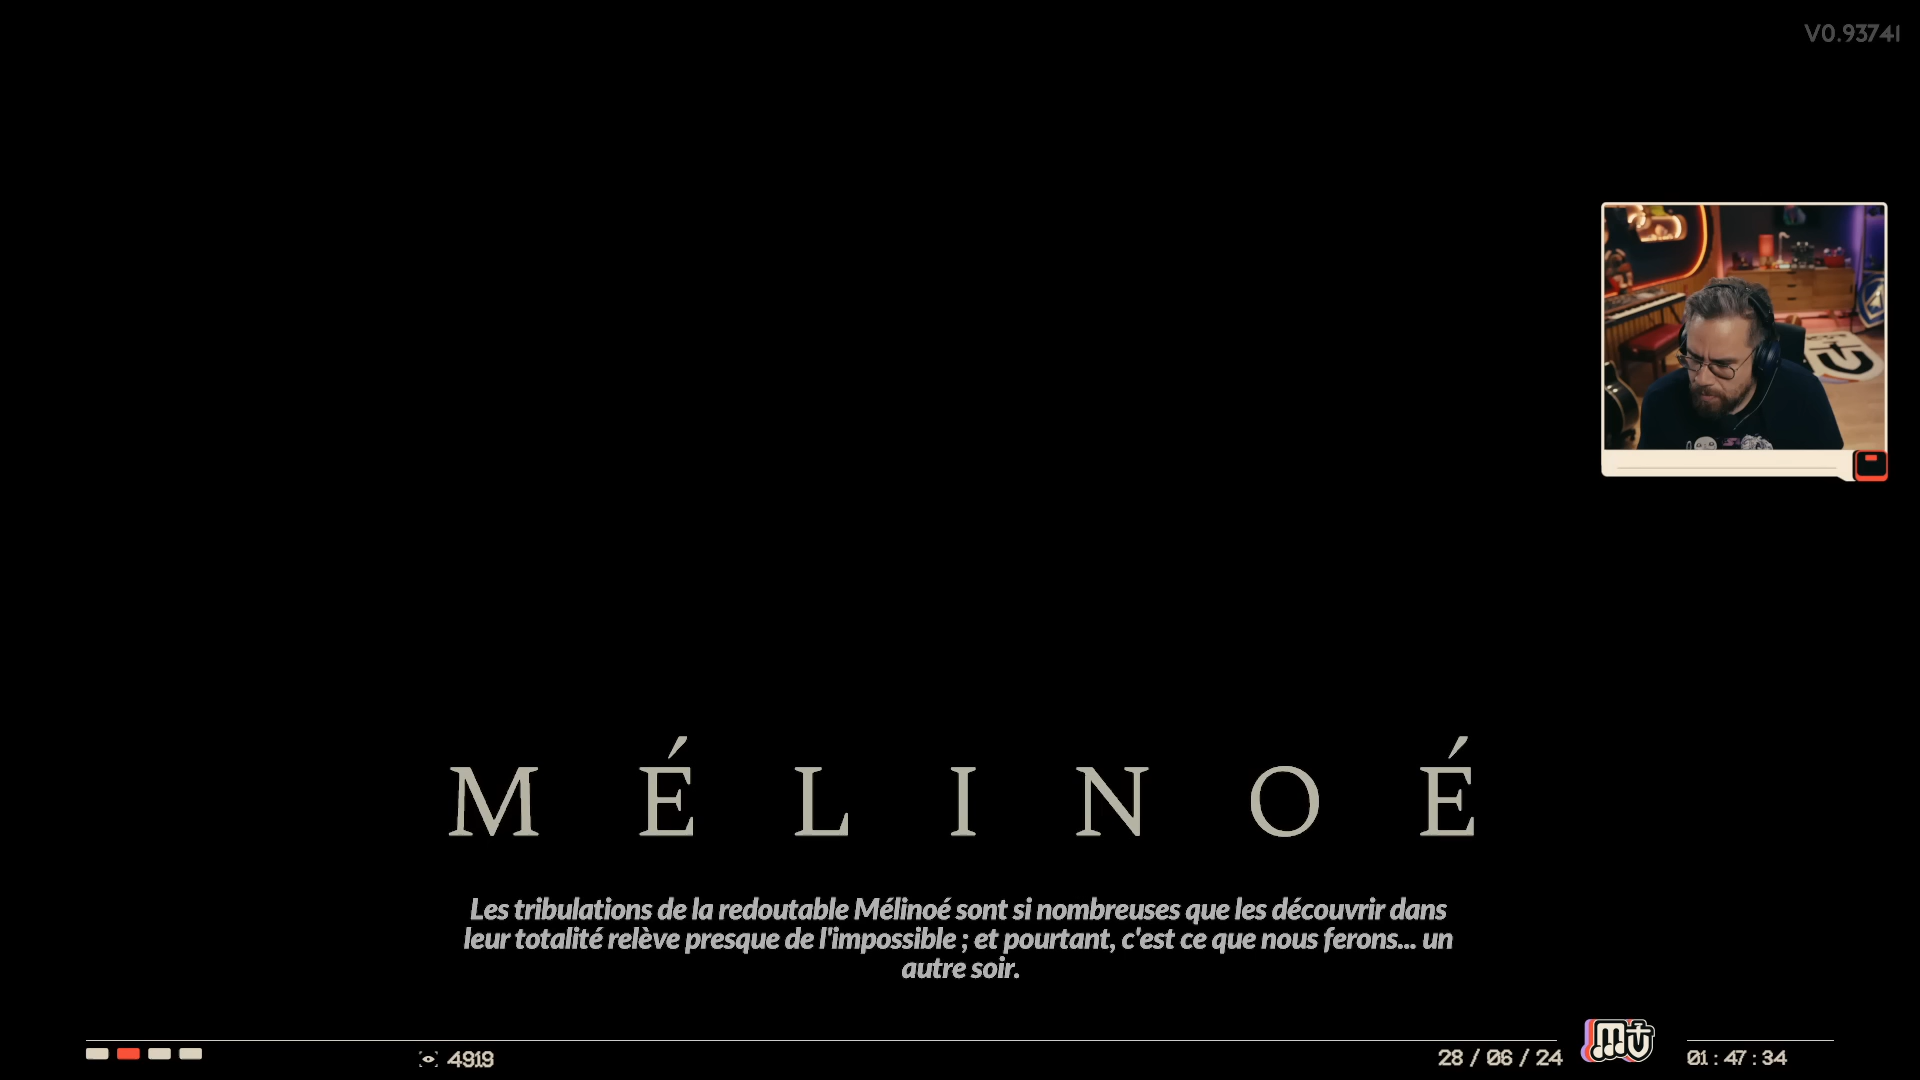 V0.93741
MÉLINOÉ
Les tribulations de la redoutable Mélinoé sont si nombreuses que les découvrir dans
leur totalité relève presque de l'impossible ; et pourtant, c'est ce que nous ferons... un
autre soir.
4919
28 / 06 / 24
01 : 47 : 34